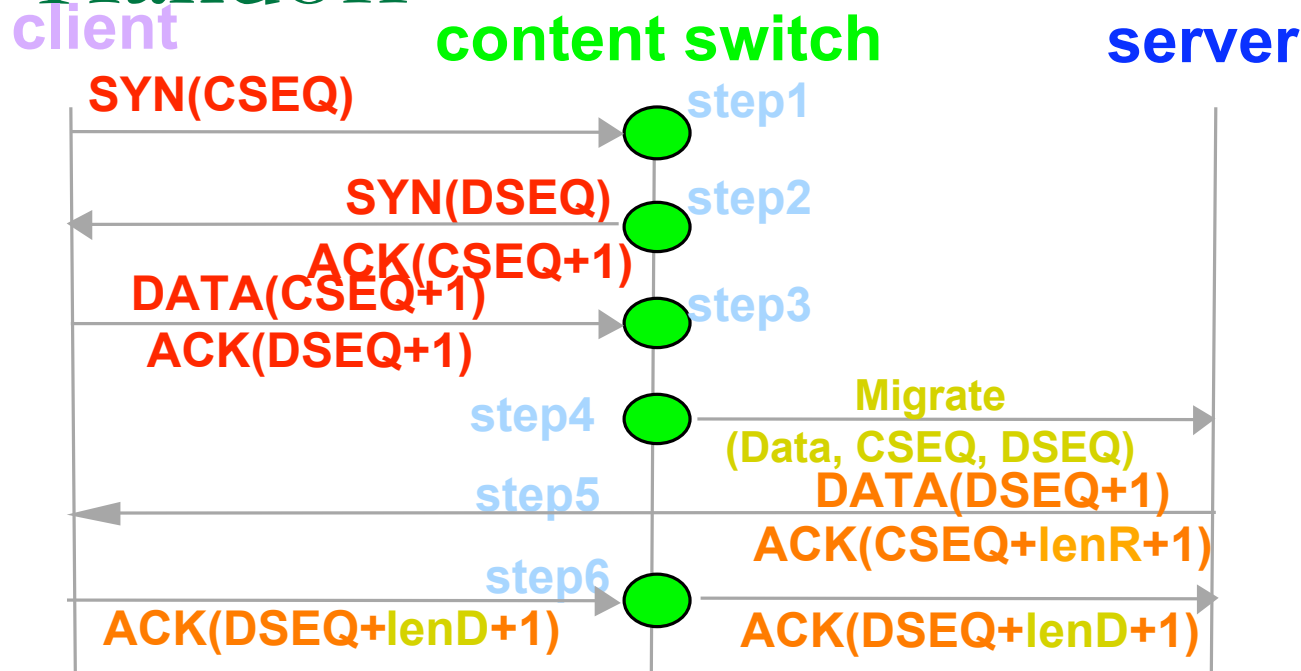 client
content switch
server
SYN(CSEQ)
step1
SYN(DSEQ)
step2
ACK(CSEQ+1)
DATA(CSEQ+1)
step3
ACK(DSEQ+1)
step4
Migrate
(Data, CSEQ, DSEQ)
step5
DATA(DSEQ+1)
ACK(CSEQ+lenR+1)
step6
ACK(DSEQ+lenD+1)
ACK(DSEQ+lenD+1)